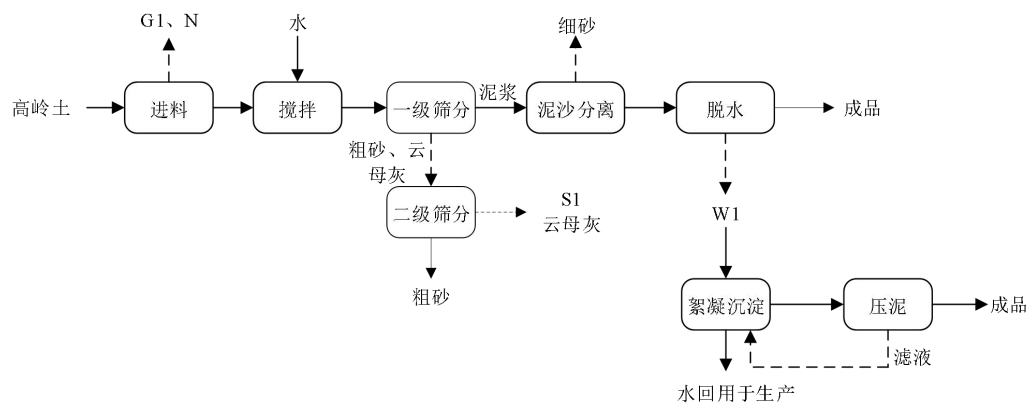 G1、N
水
细砂
高岭土
进料
搅拌
一级筛分
泥浆
泥沙分离
脱水
成品
粗砂、云
母灰
二级筛分
S1
云母灰
W1
粗砂
絮凝沉淀
压泥
成品
滤液
水回用于生产